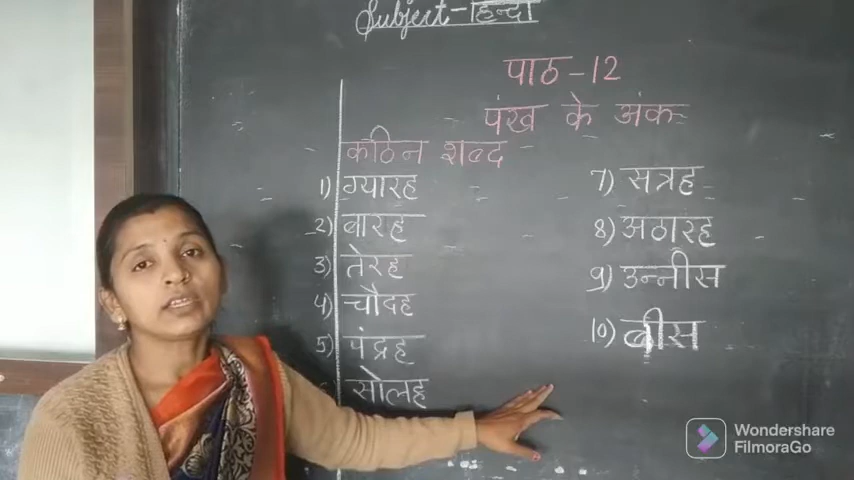 Subject - हिन्दी
पाठ - 12
पंख के अंक
कठिन शब्द
1) ग्यारह
2) बारह
3) तेरह
4) चौदह
5) पंद्रह
सोलह
7) सत्रह
8) अठारह
9) उन्नीस
10) बीस
Wondershare
FilmoraGo